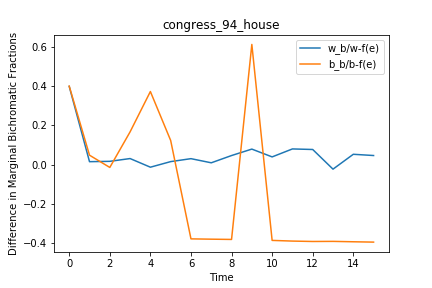 congress_94_house
Difference in Marginal Bichromatic Fractions
w_b/w-f(e)
b_b/b-f(e)
0.6
0.4
0.2
0.0
−0.2
−0.4
0 2 4 6 8 10 12 14
Time